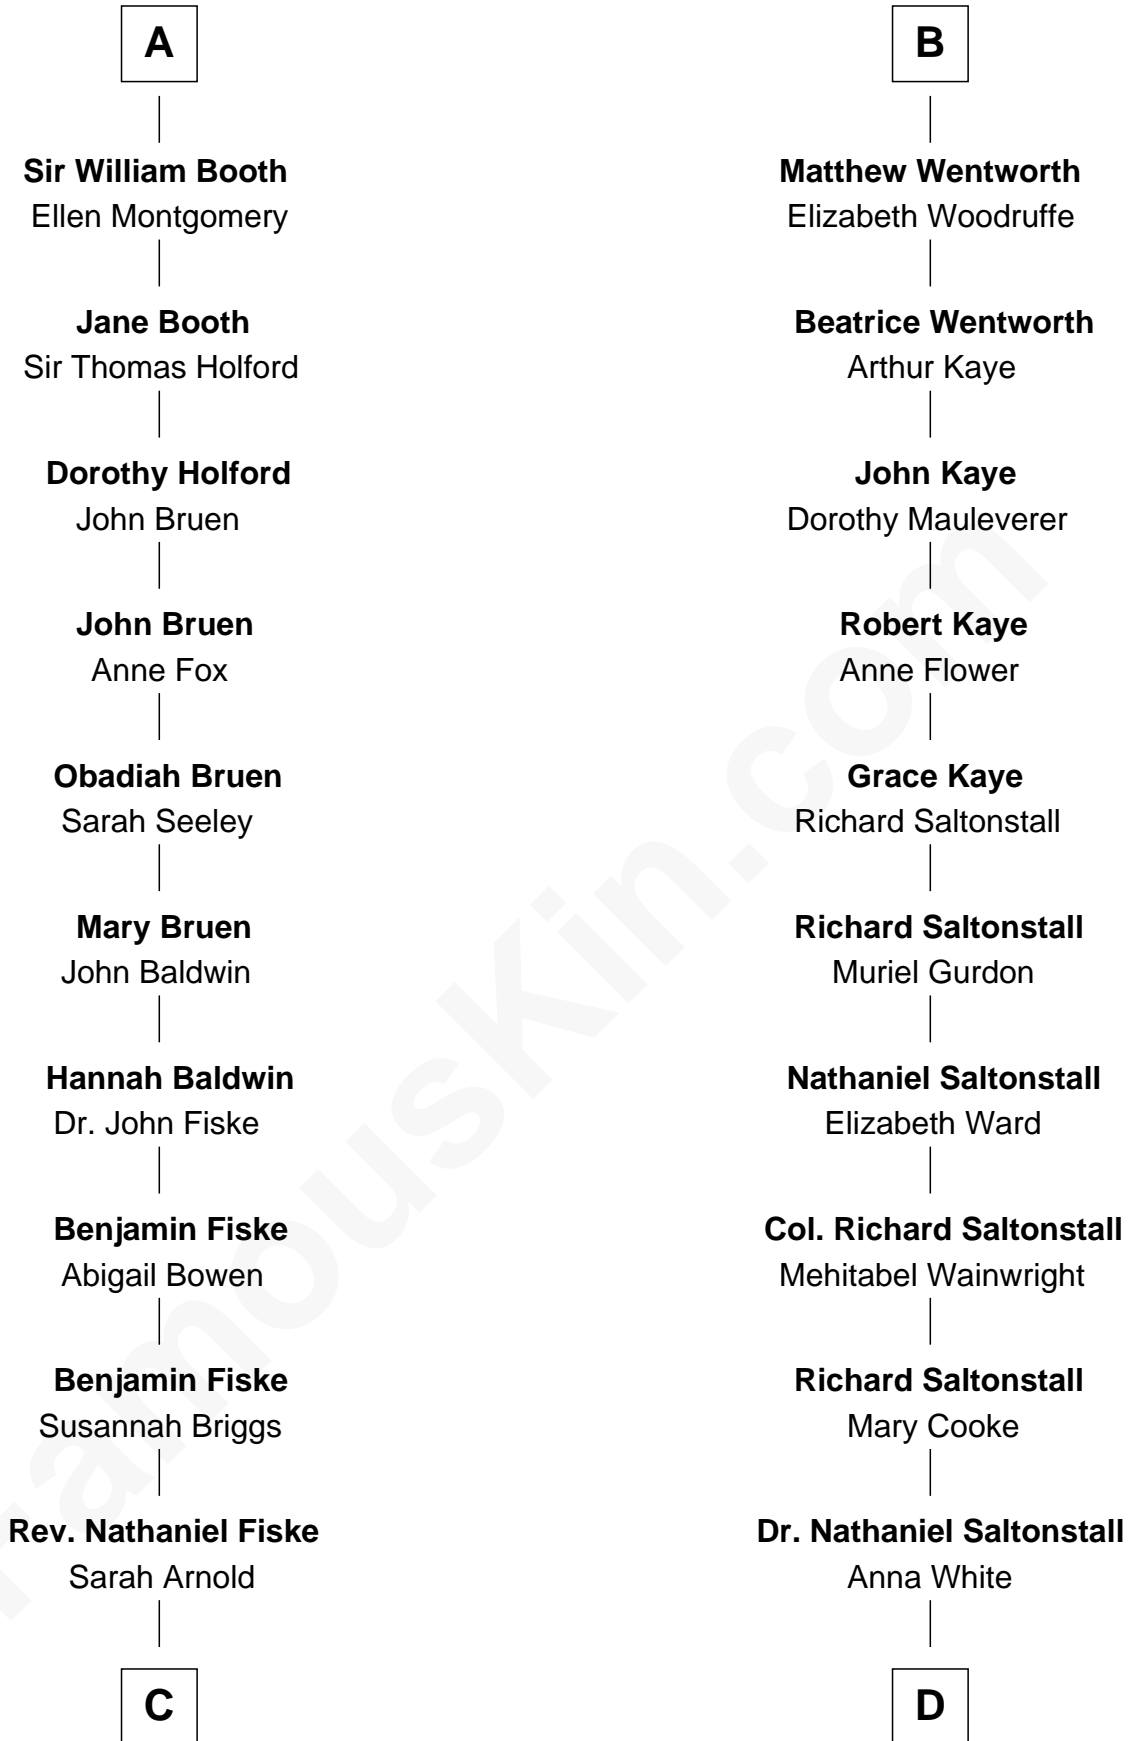 A
Sir William Booth
Ellen Montgomery
Jane Booth
Sir Thomas Holford
Dorothy Holford
John Bruen
John Bruen
Anne Fox
Obadiah Bruen
Sarah Seeley
Mary Bruen
John Baldwin
Hannah Baldwin
Dr. John Fiske
Benjamin Fiske
Abigail Bowen
Benjamin Fiske
Susannah Briggs
Rev. Nathaniel Fiske
Sarah Arnold
C
B
Matthew Wentworth
Elizabeth Woodruffe
Beatrice Wentworth
Arthur Kaye
John Kaye
Dorothy Mauleverer
Robert Kaye
Anne Flower
Grace Kaye
Richard Saltonstall
Richard Saltonstall
Muriel Gurdon
Nathaniel Saltonstall
Elizabeth Ward
Col. Richard Saltonstall
Mehitabel Wainwright
Richard Saltonstall
Mary Cooke
Dr. Nathaniel Saltonstall
Anna White
D
FamousKin.com